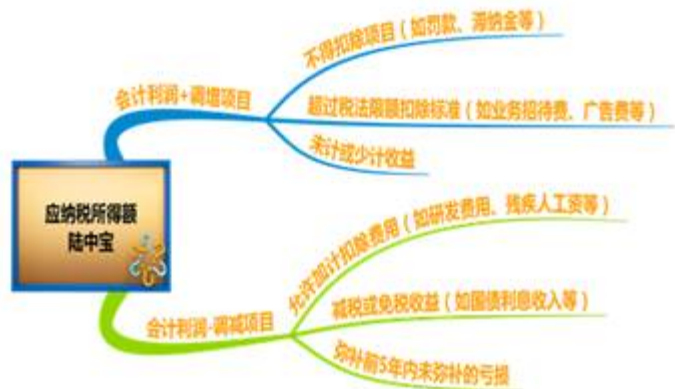 不得扣除项目（如罚款、滞纳金等）
会计利润+调增项目
超过税法限额扣除标准（如业务招待费、广告费等）
未计或少计收益
应纳税所得额
陆中宝
允许加计扣除费用（如研发费用、残疾人工资等）
减税或免税收益（如国债利息收入等）
会计利润-调减项目
弥补前5年内未弥补的亏损